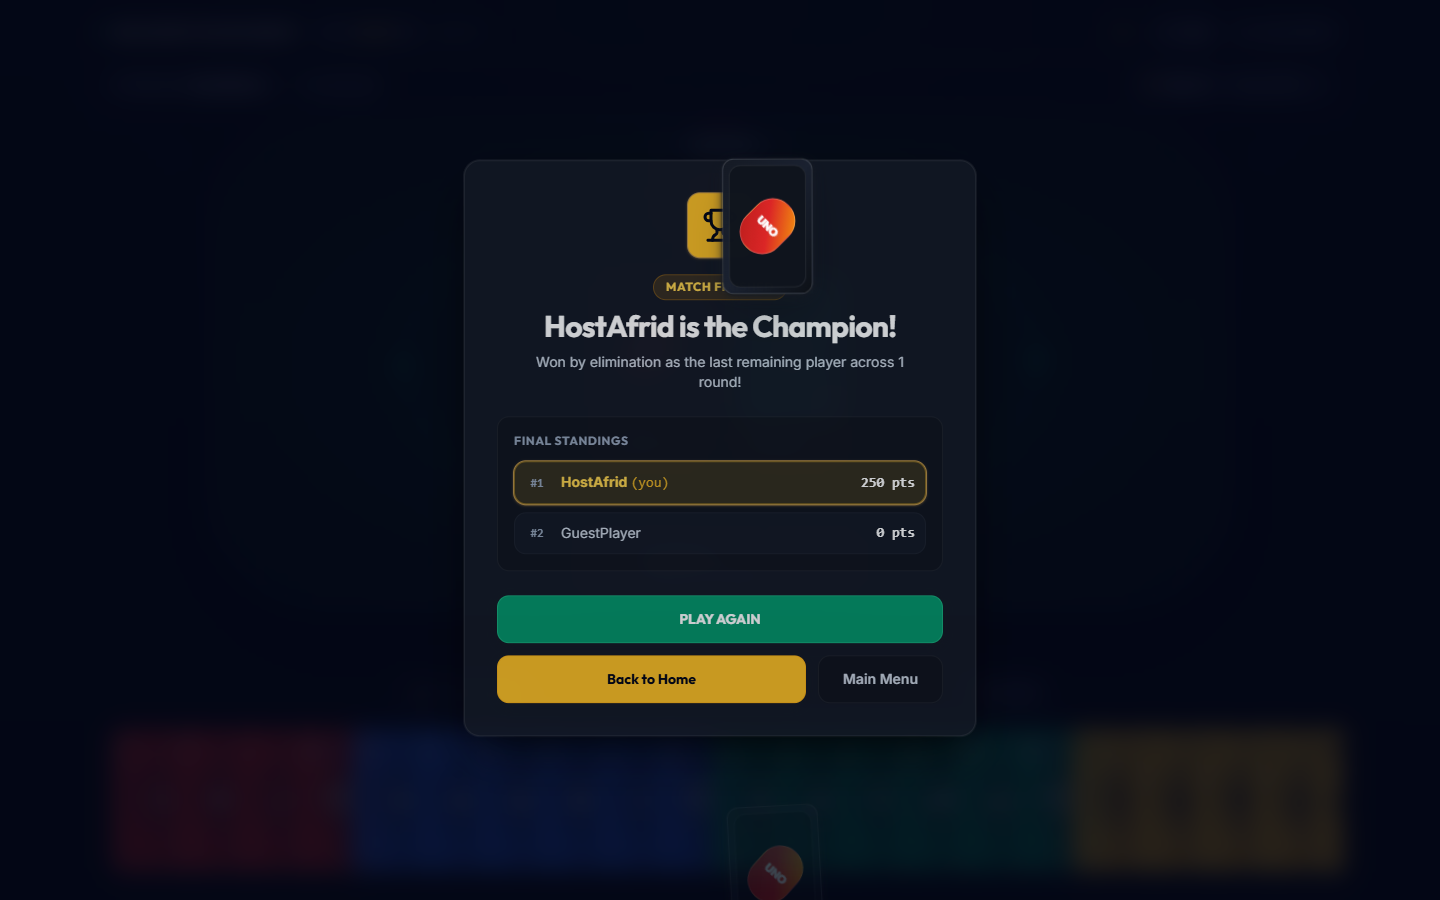 UNO
MATCH F
HostAfrid is the Champion!
Won by elimination as the last remaining player across 1
round!
FINAL STANDINGS
#1 HostAfrid (you) 250 pts
#2 GuestPlayer 0 pts
PLAY AGAIN
Back to Home Main Menu
UNO